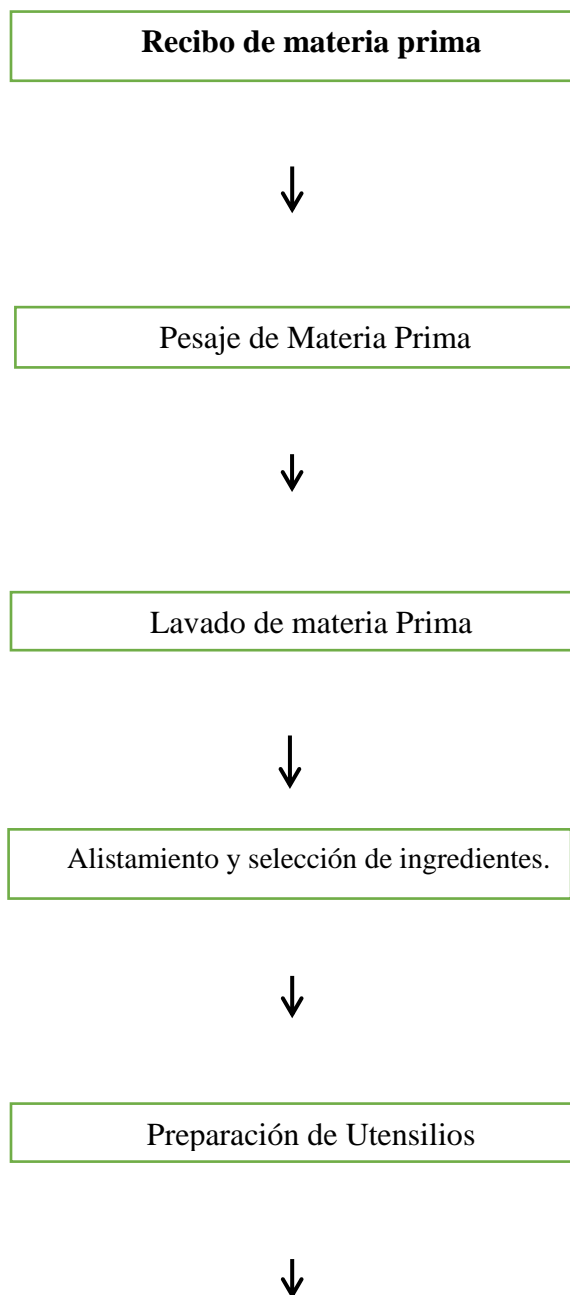 Recibo de materia prima
Pesaje de Materia Prima
Lavado de materia Prima
Alistamiento y selección de ingredientes.
Preparación de Utensilios